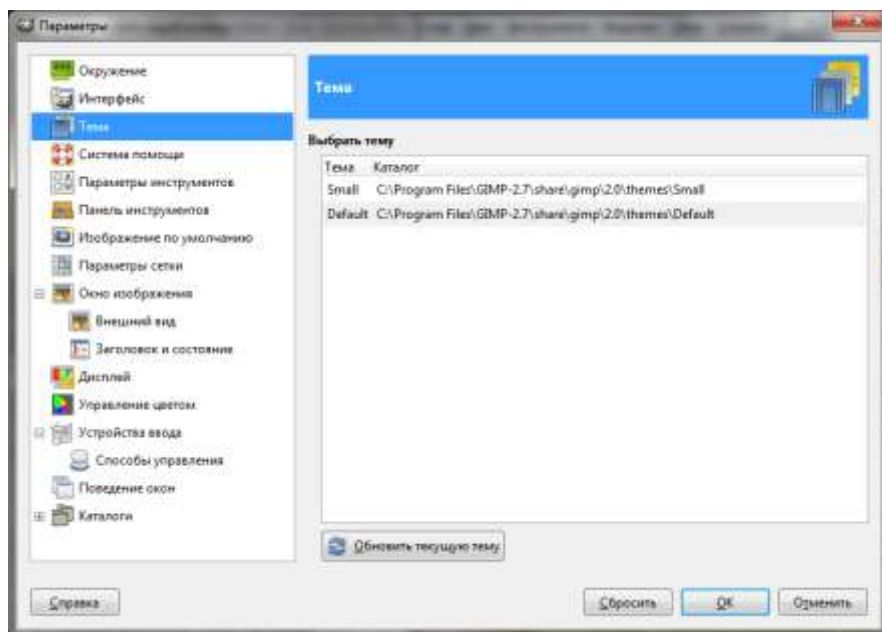 Параметры
Окружение
Интерфейс
Тема
Система помощи
Параметры инструментов
Панель инструментов
Изображение по умолчанию
Параметры сетки
Окно изображения
Внешний вид
Заголовок и состояние
Дисплей
Управление цветом
Устройства ввода
Способы управления
Поведение окон
Каталоги
Тема
Выбрать тему
Тема Каталог
Small C:\Program Files\GIMP-2.7\share\gimp\2.0\themes\Small
Default C:\Program Files\GIMP-2.7\share\gimp\2.0\themes\Default
Обновить текущую тему
Справка
Сбросить
OK
Отменить